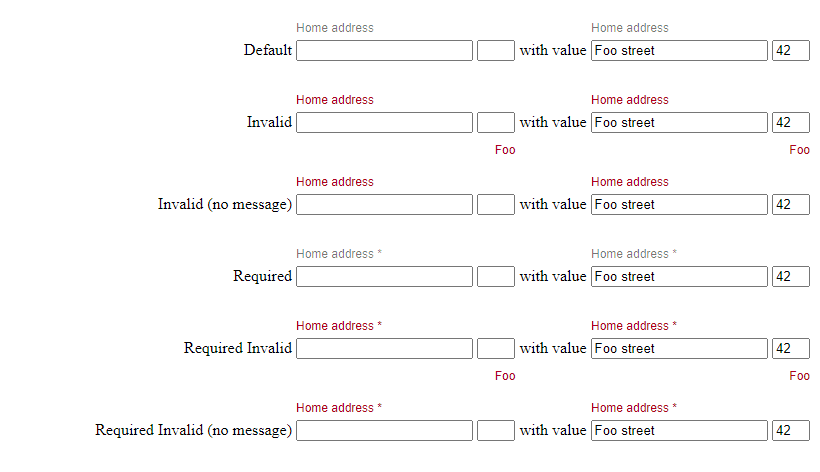 Home address Home address
Default with value Foo street 42
Home address Home address
Invalid with value Foo street 42
Foo Foo
Home address Home address
Invalid (no message) with value Foo street 42
Home address * Home address *
Required with value Foo street 42
Home address * Home address *
Required Invalid with value Foo street 42
Foo Foo
Home address * Home address *
Required Invalid (no message) with value Foo street 42